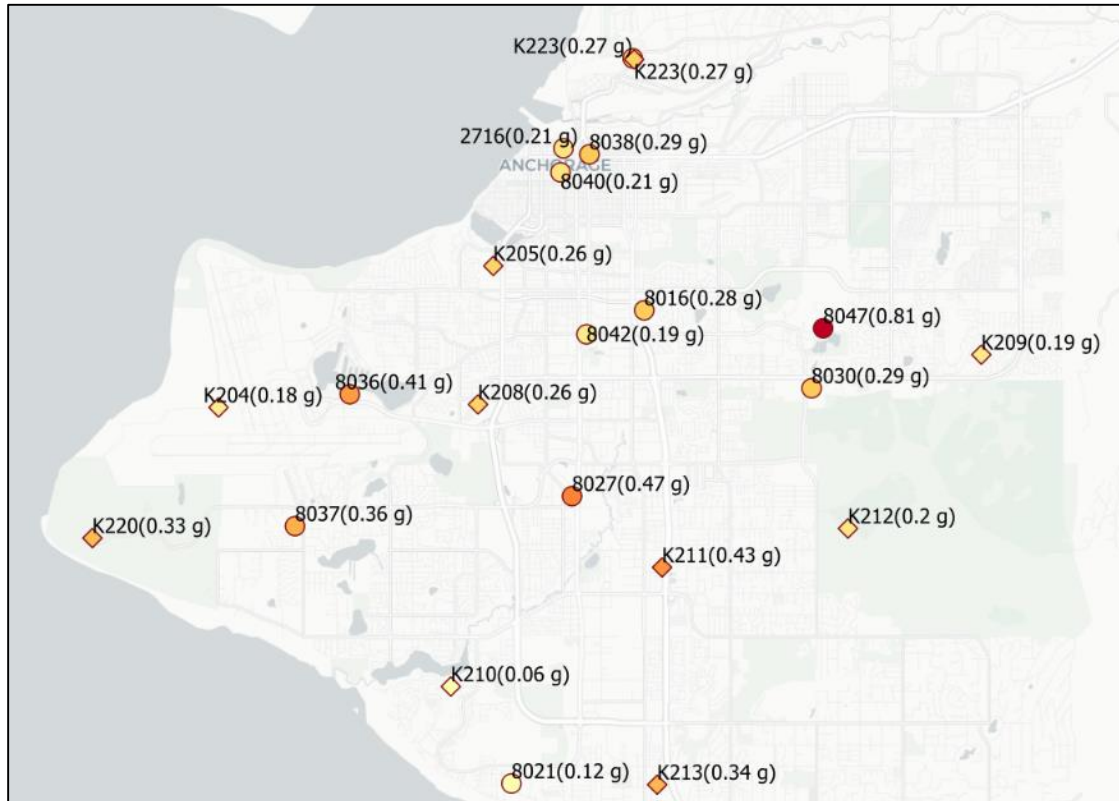 K223(0.27 g)
K223(0.27 g)
2716(0.21 g)
8038(0.29 g)
ANCHORAGE
8040(0.21 g)
K205(0.26 g)
8016(0.28 g)
8047(0.81 g)
8042(0.19 g)
K209(0.19 g)
K204(0.18 g)
8036(0.41 g)
K208(0.26 g)
8030(0.29 g)
8027(0.47 g)
K220(0.33 g)
8037(0.36 g)
K212(0.2 g)
K211(0.43 g)
K210(0.06 g)
8021(0.12 g)
K213(0.34 g)